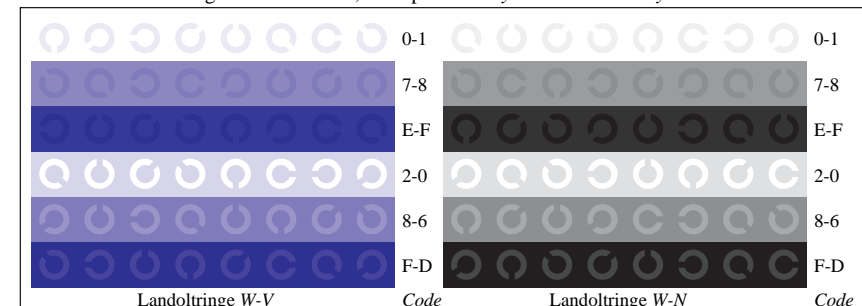 0-1 0-1
7-8 7-8
E-F E-F
2-0 2-0
8-6 8-6
F-D F-D
Landoltringe W-V Code Landoltringe W-N Code